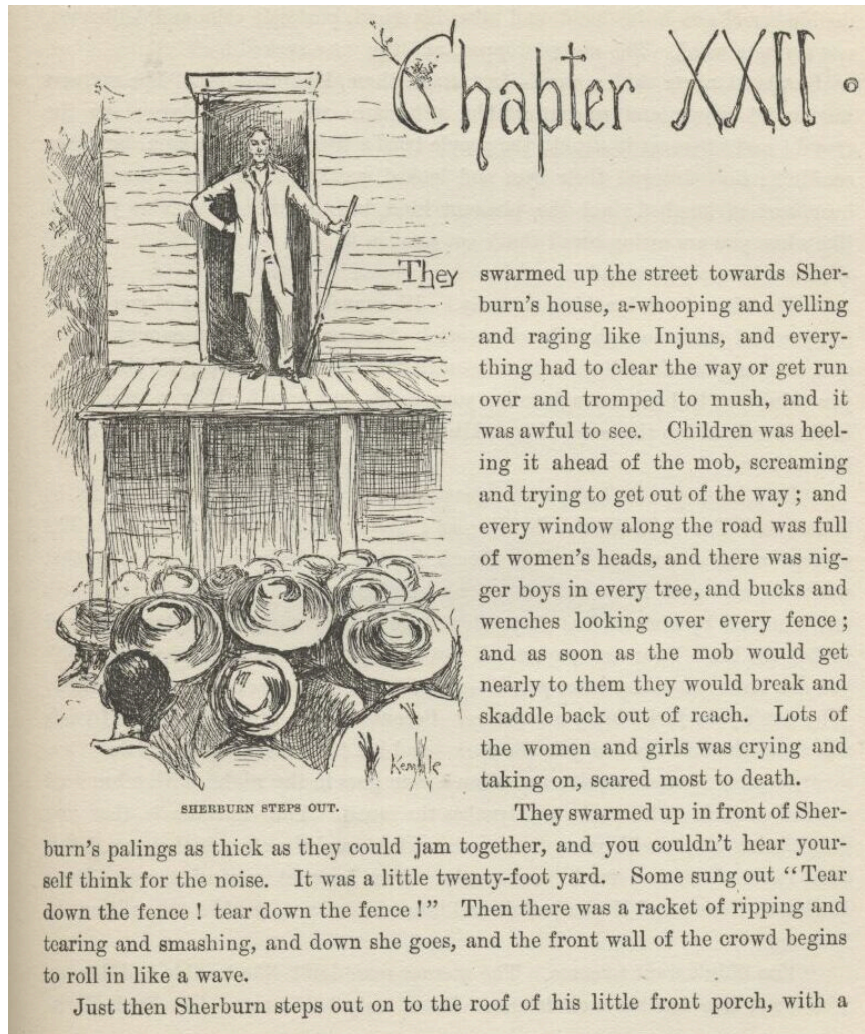 Chapter XXII.
They swarmed up the street towards Sher-
burn's house, a-whooping and yelling
and raging like Injuns, and every-
thing had to clear the way or get run
over and tromped to mush, and it
was awful to see. Children was heel-
ing it ahead of the mob, screaming
and trying to get out of the way; and
every window along the road was full
of women's heads, and there was nig-
ger boys in every tree, and bucks and
wenches looking over every fence;
and as soon as the mob would get
nearly to them they would break and
skaddle back out of reach. Lots of
the women and girls was crying and
taking on, scared most to death.
Kemble
SHERBURN STEPS OUT.
They swarmed up in front of Sher-
burn's palings as thick as they could jam together, and you couldn't hear your-
self think for the noise. It was a little twenty-foot yard. Some sung out "Tear
down the fence! tear down the fence!" Then there was a racket of ripping and
tearing and smashing, and down she goes, and the front wall of the crowd begins
to roll in like a wave.
Just then Sherburn steps out on to the roof of his little front porch, with a